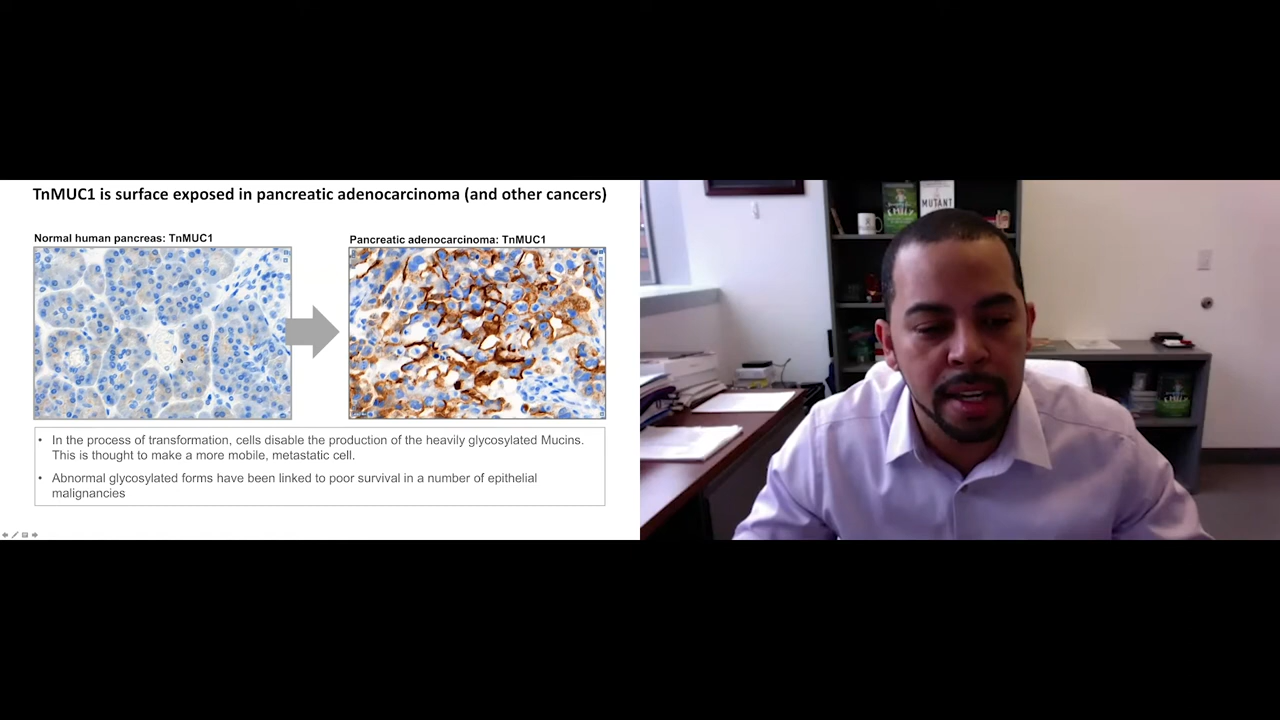 TnMUC1 is surface exposed in pancreatic adenocarcinoma (and other cancers)
Normal human pancreas: TnMUC1
Pancreatic adenocarcinoma: TnMUC1
• In the process of transformation, cells disable the production of the heavily glycosylated Mucins.
This is thought to make a more mobile, metastatic cell.
• Abnormal glycosylated forms have been linked to poor survival in a number of epithelial
malignancies
EMILY
MUTANT